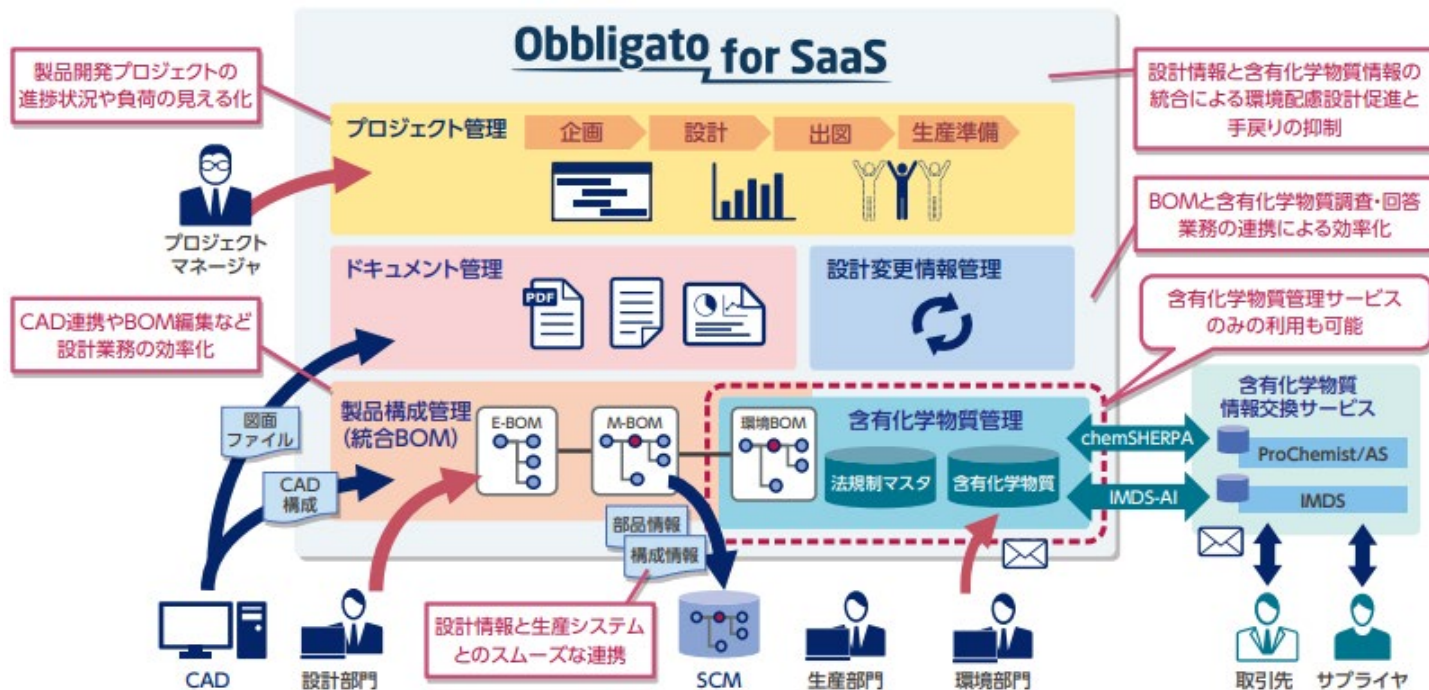 Obbligato for SaaS
製品開発プロジェクトの
進捗状況や負荷の見える化
設計情報と含有化学物質情報の
統合による環境配慮設計促進と
手戻りの抑制
プロジェクト管理
企画
設計
出図
生産準備
プロジェクト
マネージャ
BOMと含有化学物質調査・回答
業務の連携による効率化
ドキュメント管理
PDF
設計変更情報管理
含有化学物質管理サービス
のみの利用も可能
CAD連携やBOM編集など
設計業務の効率化
図面
ファイル
CAD
構成
製品構成管理
(統合BOM)
E-BOM
M-BOM
環境BOM
含有化学物質管理
法規制マスタ
含有化学物質
chemSHERPA
IMDS-AI
含有化学物質
情報交換サービス
ProChemist/AS
IMDS
部品情報
構成情報
設計情報と生産システム
とのスムーズな連携
CAD
設計部門
SCM
生産部門
環境部門
取引先
サプライヤ